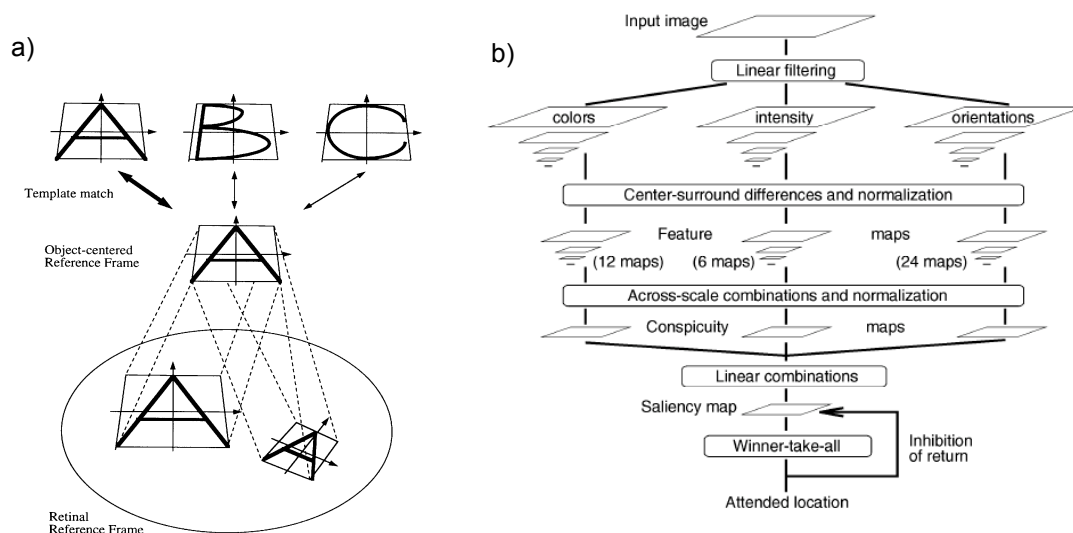 a)
Template match
Object-centered
Reference Frame
Retinal
Reference Frame
b)
Input image
Linear filtering
colors intensity orientations
Center-surround differences and normalization
Feature maps
(12 maps) (6 maps) (24 maps)
Across-scale combinations and normalization
Conspicuity maps
Linear combinations
Saliency map
Winner-take-all
Inhibition
of return
Attended location
A B C
A
A A